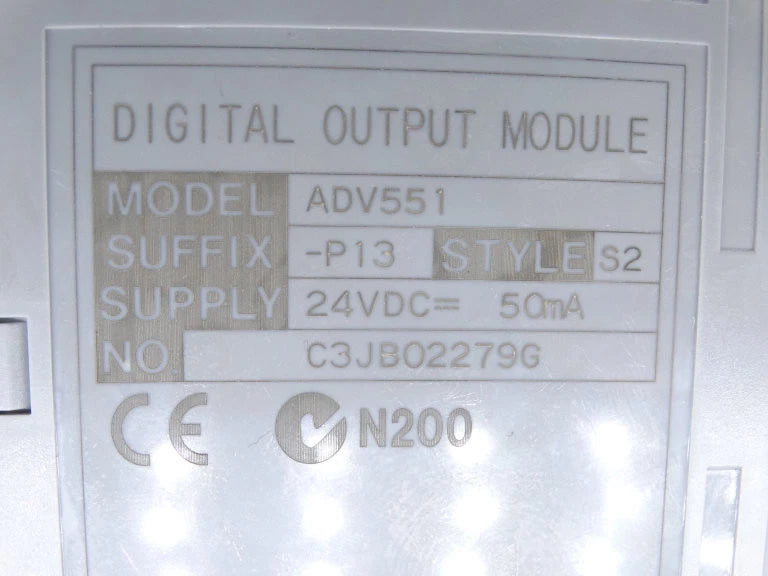 DIGITAL OUTPUT MODULE
MODEL ADV551
SUFFIX -P13 STYLE S2
SUPPLY 24VDC⎓ 50mA
NO. C3JB02279G
CE N200